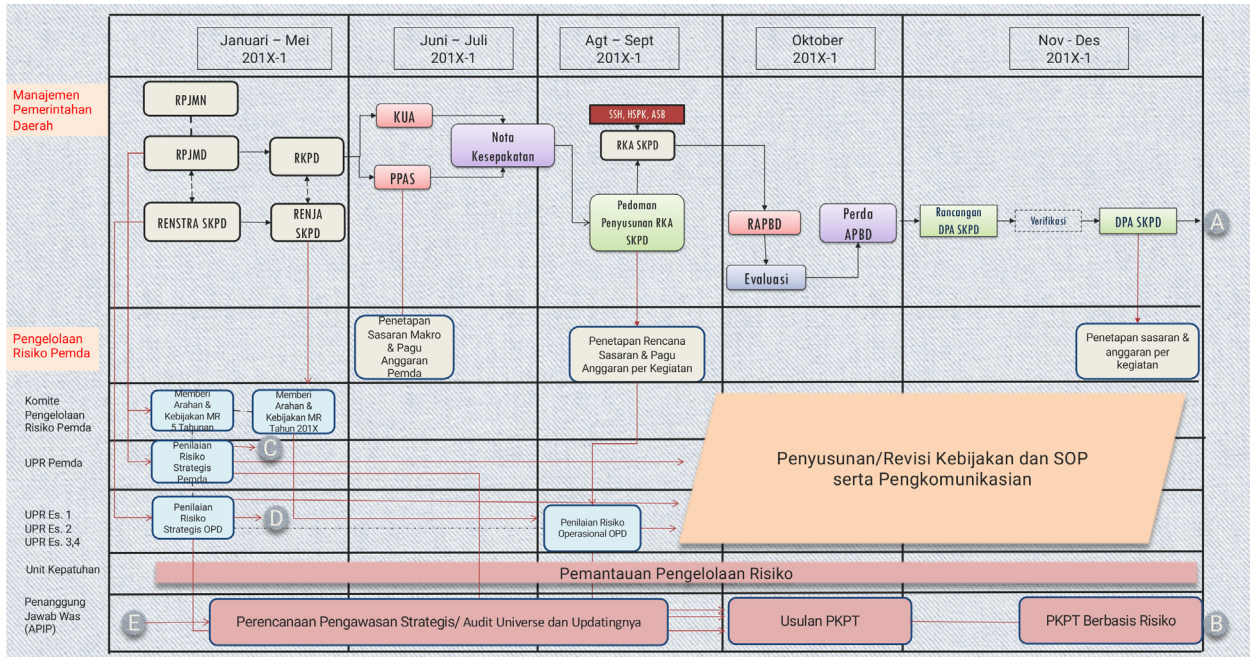 Januari – Mei
201X-1
Juni – Juli
201X-1
Agt – Sept
201X-1
Oktober
201X-1
Nov - Des
201X-1
Manajemen
Pemerintahan
Daerah
RPJMN
RPJMD
RKPD
RENSTRA SKPD
RENJA
SKPD
KUA
PPAS
Nota
Kesepakatan
SSH, HSPK, ASB
RKA SKPD
Pedoman
Penyusunan RKA
SKPD
RAPBD
Evaluasi
Perda
APBD
Rancangan
DPA SKPD
Verifikasi
DPA SKPD
A
Pengelolaan
Risiko Pemda
Penetapan
Sasaran Makro
& Pagu
Anggaran
Pemda
Penetapan Rencana
Sasaran & Pagu
Anggaran per Kegiatan
Penetapan sasaran &
anggaran per
kegiatan
Komite
Pengelolaan
Risiko Pemda
Memberi
Arahan &
Kebijakan MR
5 Tahunan
Memberi
Arahan &
Kebijakan MR
Tahun 201X
UPR Pemda
Penilaian
Risiko
Strategis
Pemda
C
Penyusunan/Revisi Kebijakan dan SOP
serta Pengkomunikasian
UPR Es. 1
UPR Es. 2
UPR Es. 3,4
Penilaian
Risiko
Strategis OPD
D
Penilaian Risiko
Operasional OPD
Unit Kepatuhan
Pemantauan Pengelolaan Risiko
Penanggung
Jawab Was
(APIP)
E
Perencanaan Pengawasan Strategis/ Audit Universe dan Updatingnya
Usulan PKPT
PKPT Berbasis Risiko
B